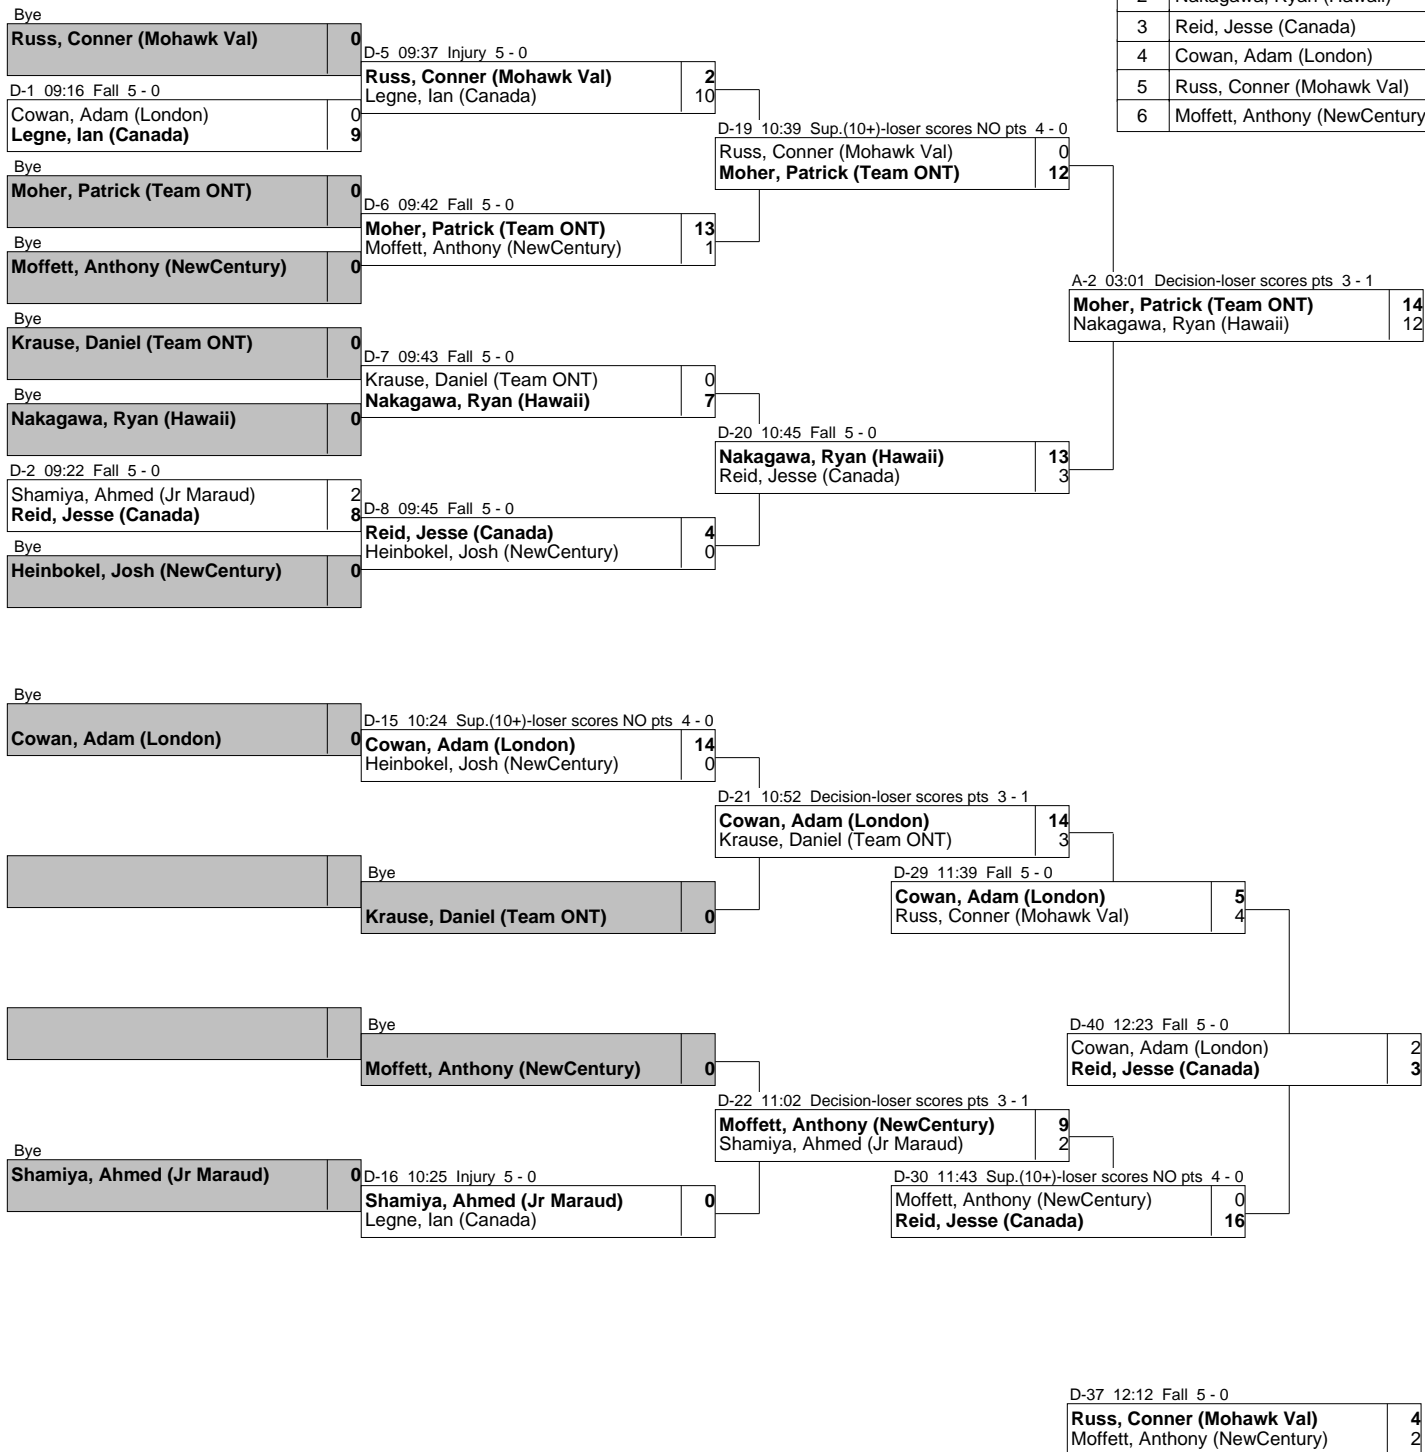 2 Nakagawa, Ryan (Hawaii)
3 Reid, Jesse (Canada)
4 Cowan, Adam (London)
5 Russ, Conner (Mohawk Val)
6 Moffett, Anthony (NewCentury
Bye
Russ, Conner (Mohawk Val) 0
D-1 09:16 Fall 5 - 0
Cowan, Adam (London) 0
Legne, Ian (Canada) 9
Bye
Moher, Patrick (Team ONT) 0
Bye
Moffett, Anthony (NewCentury) 0
Bye
Krause, Daniel (Team ONT) 0
Bye
Nakagawa, Ryan (Hawaii) 0
D-2 09:22 Fall 5 - 0
Shamiya, Ahmed (Jr Maraud) 2
Reid, Jesse (Canada) 8
Bye
Heinbokel, Josh (NewCentury) 0
D-5 09:37 Injury 5 - 0
Russ, Conner (Mohawk Val) 2
Legne, Ian (Canada) 10
D-6 09:42 Fall 5 - 0
Moher, Patrick (Team ONT) 13
Moffett, Anthony (NewCentury) 1
D-7 09:43 Fall 5 - 0
Krause, Daniel (Team ONT) 0
Nakagawa, Ryan (Hawaii) 7
D-8 09:45 Fall 5 - 0
Reid, Jesse (Canada) 4
Heinbokel, Josh (NewCentury) 0
D-19 10:39 Sup.(10+)-loser scores NO pts 4 - 0
Russ, Conner (Mohawk Val) 0
Moher, Patrick (Team ONT) 12
D-20 10:45 Fall 5 - 0
Nakagawa, Ryan (Hawaii) 13
Reid, Jesse (Canada) 3
A-2 03:01 Decision-loser scores pts 3 - 1
Moher, Patrick (Team ONT) 14
Nakagawa, Ryan (Hawaii) 12
Bye
Cowan, Adam (London) 0
Bye
Shamiya, Ahmed (Jr Maraud) 0
D-15 10:24 Sup.(10+)-loser scores NO pts 4 - 0
Cowan, Adam (London) 14
Heinbokel, Josh (NewCentury) 0
Bye
Krause, Daniel (Team ONT) 0
Bye
Moffett, Anthony (NewCentury) 0
D-16 10:25 Injury 5 - 0
Shamiya, Ahmed (Jr Maraud) 0
Legne, Ian (Canada)
D-21 10:52 Decision-loser scores pts 3 - 1
Cowan, Adam (London) 14
Krause, Daniel (Team ONT) 3
D-22 11:02 Decision-loser scores pts 3 - 1
Moffett, Anthony (NewCentury) 9
Shamiya, Ahmed (Jr Maraud) 2
D-29 11:39 Fall 5 - 0
Cowan, Adam (London) 5
Russ, Conner (Mohawk Val) 4
D-30 11:43 Sup.(10+)-loser scores NO pts 4 - 0
Moffett, Anthony (NewCentury) 0
Reid, Jesse (Canada) 16
D-40 12:23 Fall 5 - 0
Cowan, Adam (London) 2
Reid, Jesse (Canada) 3
D-37 12:12 Fall 5 - 0
Russ, Conner (Mohawk Val) 4
Moffett, Anthony (NewCentury) 2